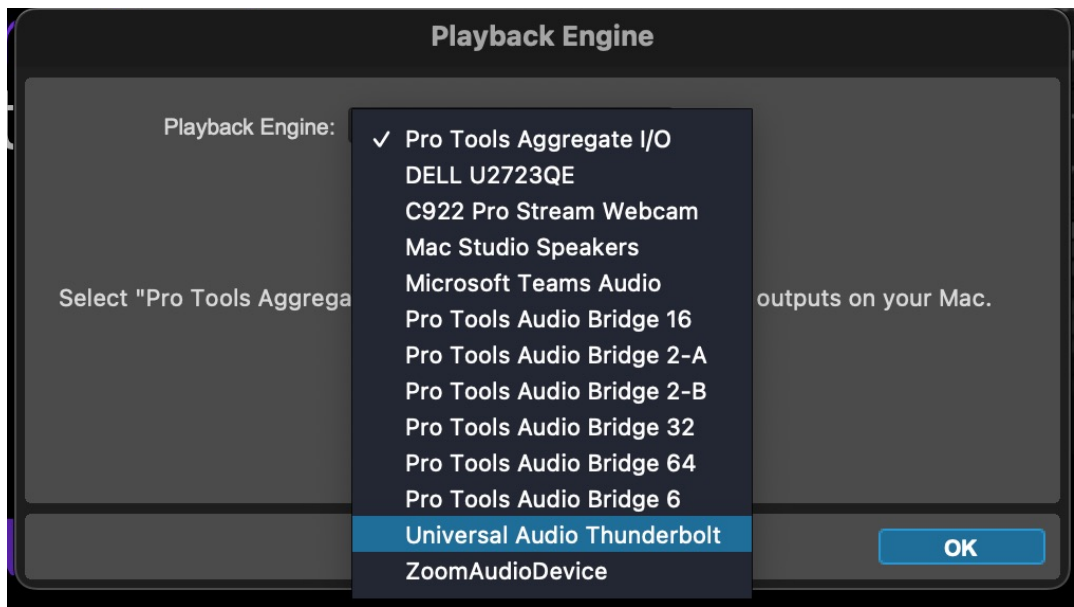 Playback Engine
Playback Engine:
✓ Pro Tools Aggregate I/O
DELL U2723QE
C922 Pro Stream Webcam
Mac Studio Speakers
Microsoft Teams Audio
Select "Pro Tools Aggrega outputs on your Mac.
Pro Tools Audio Bridge 16
Pro Tools Audio Bridge 2-A
Pro Tools Audio Bridge 2-B
Pro Tools Audio Bridge 32
Pro Tools Audio Bridge 64
Pro Tools Audio Bridge 6
Universal Audio Thunderbolt
ZoomAudioDevice
OK